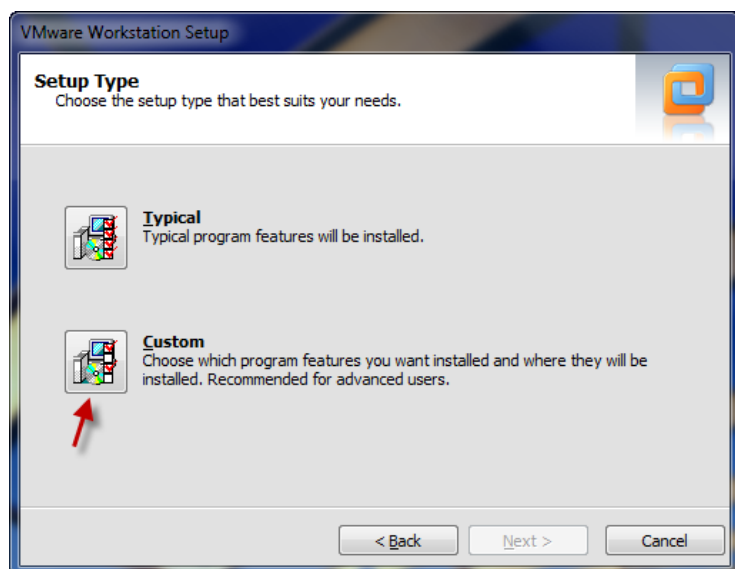 VMware Workstation Setup
Setup Type
Choose the setup type that best suits your needs.
Typical
Typical program features will be installed.
Custom
Choose which program features you want installed and where they will be
installed. Recommended for advanced users.
< Back Next > Cancel